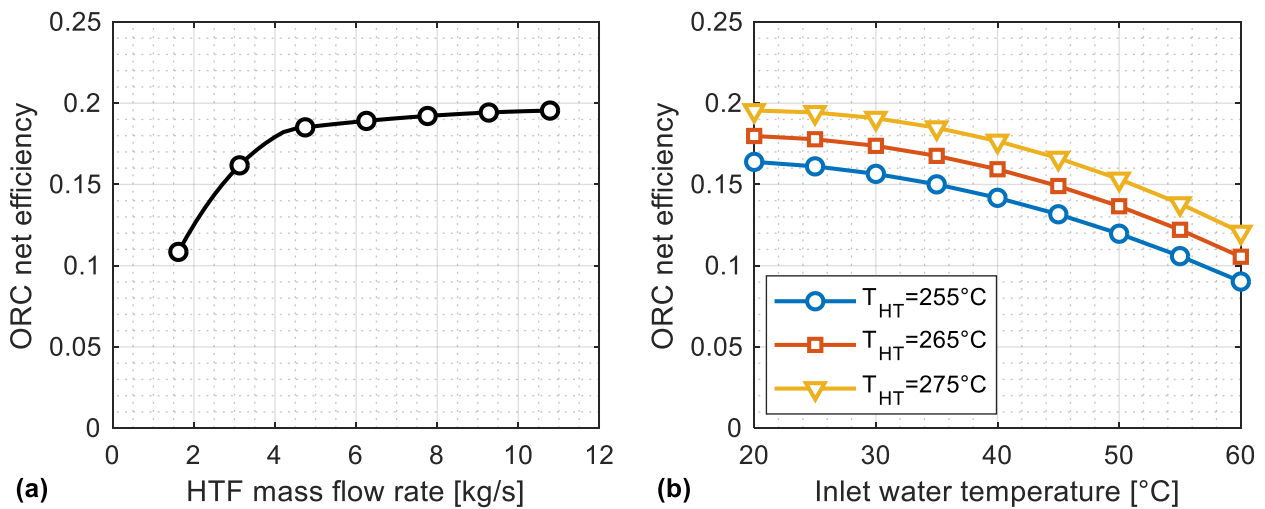 0.25
0.2
0.15
0.1
0.05
0
0 2 4 6 8 10 12
ORC net efficiency
HTF mass flow rate [kg/s]
(a)
0.25
0.2
0.15
0.1
0.05
0
20 30 40 50 60
ORC net efficiency
Inlet water temperature [°C]
T_HT=255°C
T_HT=265°C
T_HT=275°C
(b)